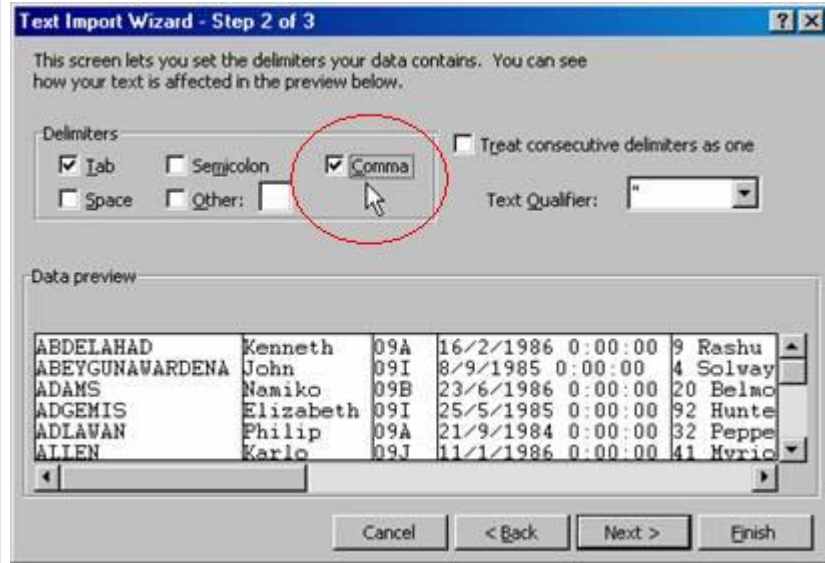 Text Import Wizard - Step 2 of 3
This screen lets you set the delimiters your data contains. You can see
how your text is affected in the preview below.
Delimiters
Tab Semicolon Comma
Space Other:
Treat consecutive delimiters as one
Text Qualifier: "
Data preview
ABDELAHAD Kenneth 09A 16/2/1986 0:00:00 9 Rashu
ABEYGUNAWARDENA John 09I 8/9/1985 0:00:00 4 Solway
ADAMS Namiko 09B 23/6/1986 0:00:00 20 Belmo
ADGEMIS Elizabeth 09I 25/5/1985 0:00:00 92 Hunte
ADLAWAN Philip 09A 21/9/1984 0:00:00 32 Peppe
ALLEN Karlo 09J 11/1/1986 0:00:00 41 Myrio
Cancel < Back Next > Finish